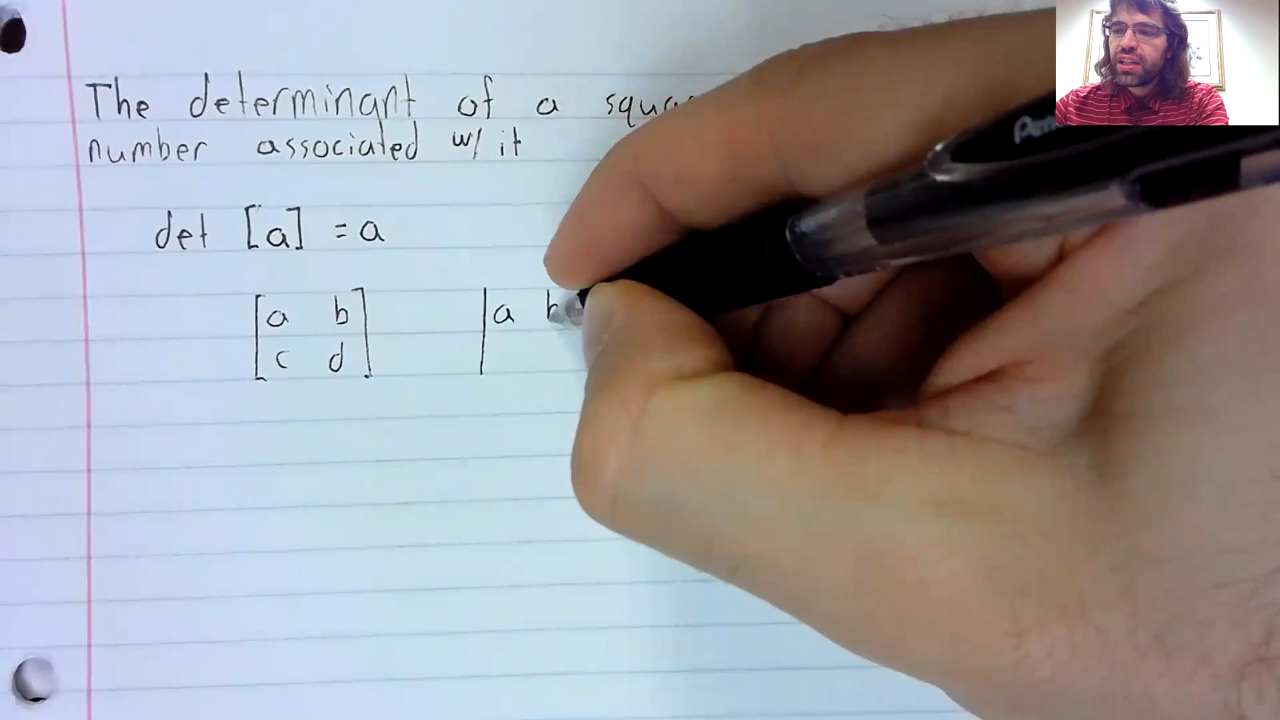 The determinant of a
number associated w/ it
det [a] = a
[a b
c d] |a b